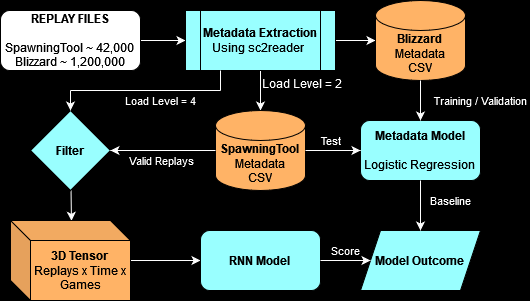 REPLAY FILES
SpawningTool ~ 42,000
Blizzard ~ 1,200,000
Metadata Extraction
Using sc2reader
Blizzard
Metadata
CSV
Load Level = 4
Load Level = 2
Training / Validation
Filter
Valid Replays
SpawningTool
Metadata
CSV
Test
Metadata Model
Logistic Regression
Baseline
3D Tensor
Replays x Time x
Games
RNN Model
Score
Model Outcome